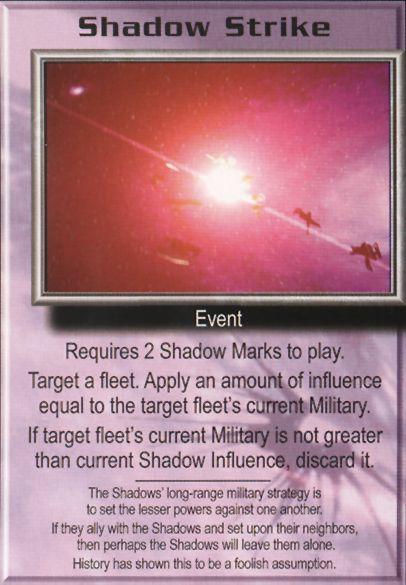 Shadow Strike
Event
Requires 2 Shadow Marks to play.
Target a fleet. Apply an amount of influence
equal to the target fleet's current Military.
If target fleet's current Military is not greater
than current Shadow Influence, discard it.
The Shadows' long-range military strategy is
to set the lesser powers against one another.
If they ally with the Shadows and set upon their neighbors,
then perhaps the Shadows will leave them alone.
History has shown this to be a foolish assumption.